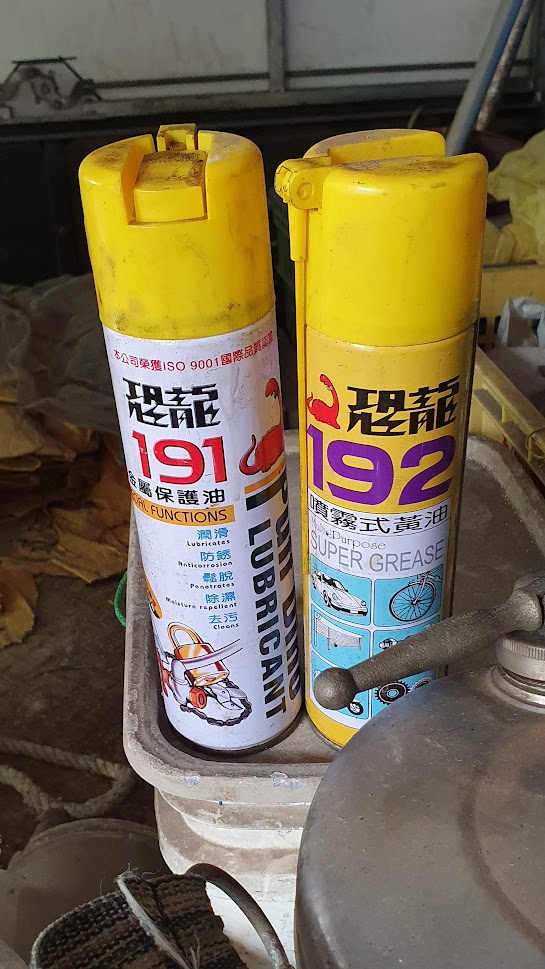 本公司榮獲ISO 9001國際品質認證
恐龍
191
金屬保護油
FUNCTIONS
潤滑
Lubricates
防銹
Anticorrosion
鬆脫
Penetrates
除濕
Moisture repellent
去污
Cleans
LUBRICANT
恐龍
192
噴霧式黃油
Purpose
SUPER GREASE